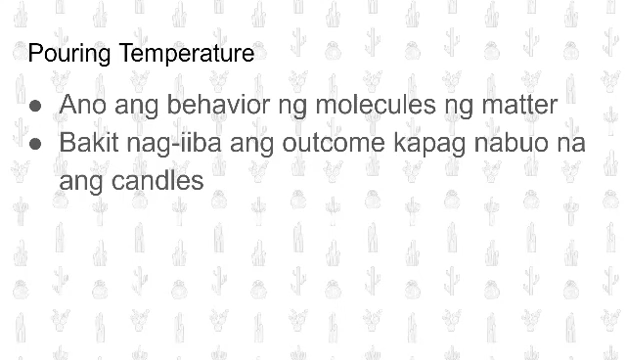 Pouring Temperature
● Ano ang behavior ng molecules ng matter
● Bakit nag-iiba ang outcome kapag nabuo na
ang candles